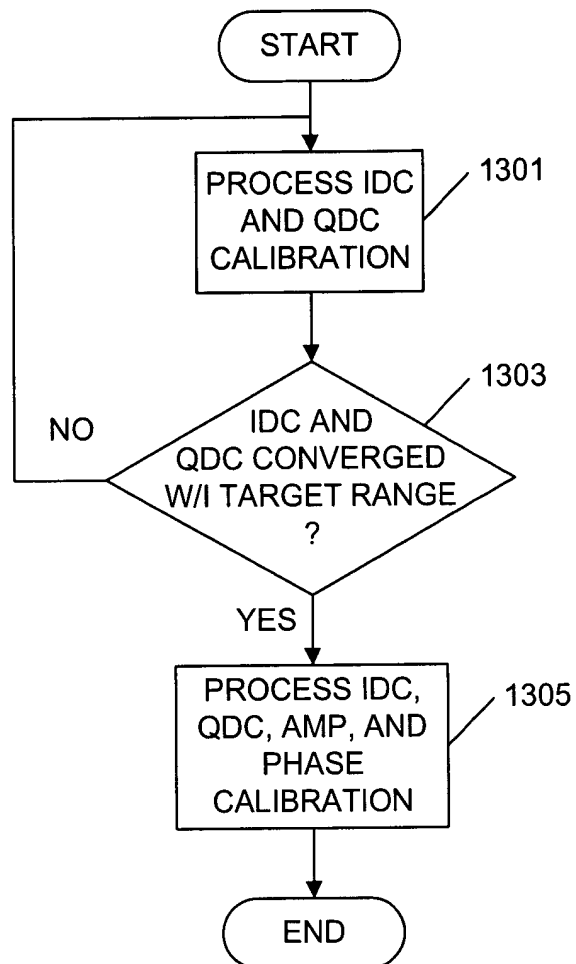 START
PROCESS IDC
AND QDC
CALIBRATION
1301
1303
IDC AND
QDC CONVERGED
W/I TARGET RANGE
?
NO
YES
PROCESS IDC,
QDC, AMP, AND
PHASE
CALIBRATION
1305
END